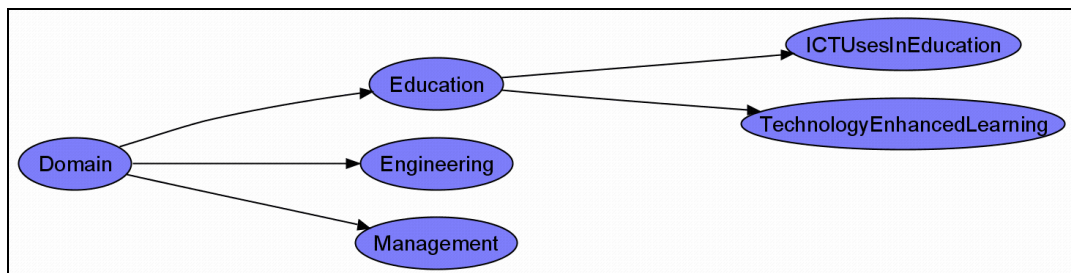 ICTUsesInEducation
Education
TechnologyEnhancedLearning
Domain
Engineering
Management